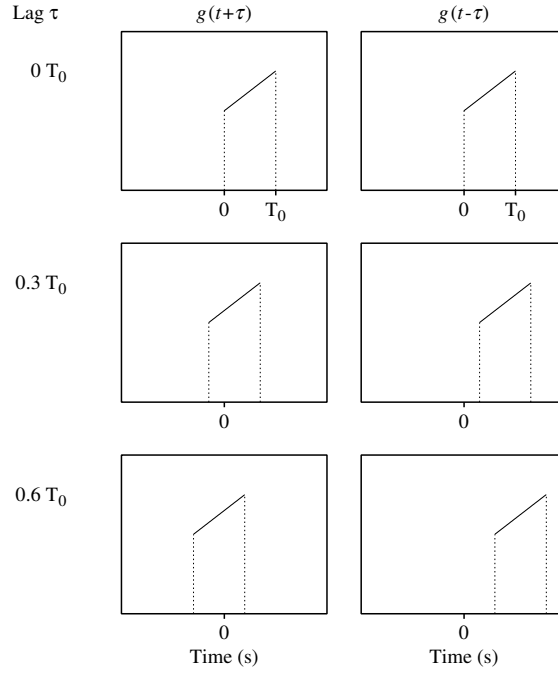 Lag τ g(t+τ) g(t-τ)
0 T₀
0 T₀ 0 T₀
0.3 T₀
0 0
0.6 T₀
0 0
Time (s) Time (s)